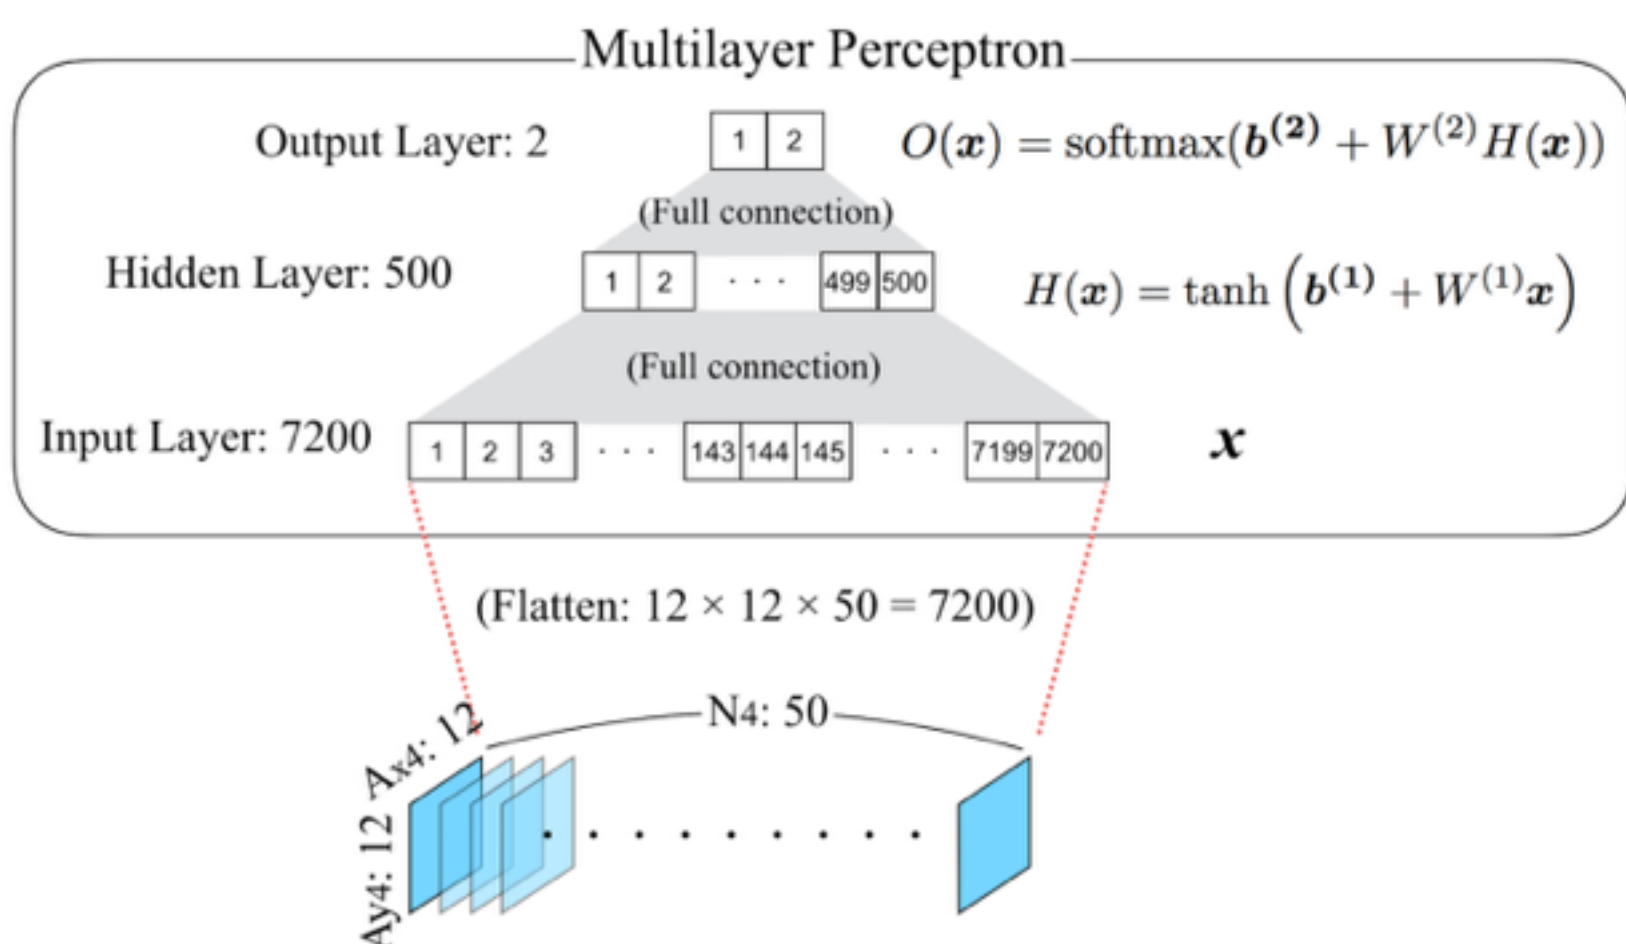 Multilayer Perceptron
Output Layer: 2
1 2
O(x) = softmax(b^(2) + W^(2)H(x))
(Full connection)
Hidden Layer: 500
1 2 · · · 499 500
H(x) = tanh (b^(1) + W^(1)x)
(Full connection)
Input Layer: 7200
1 2 3 · · · 143 144 145 · · · 7199 7200
x
(Flatten: 12 × 12 × 50 = 7200)
N4: 50
Ax4: 12
Ay4: 12